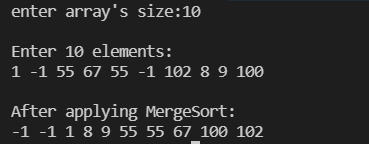 enter array's size:10
Enter 10 elements:
1 -1 55 67 55 -1 102 8 9 100
After applying MergeSort:
-1 -1 1 8 9 55 55 67 100 102